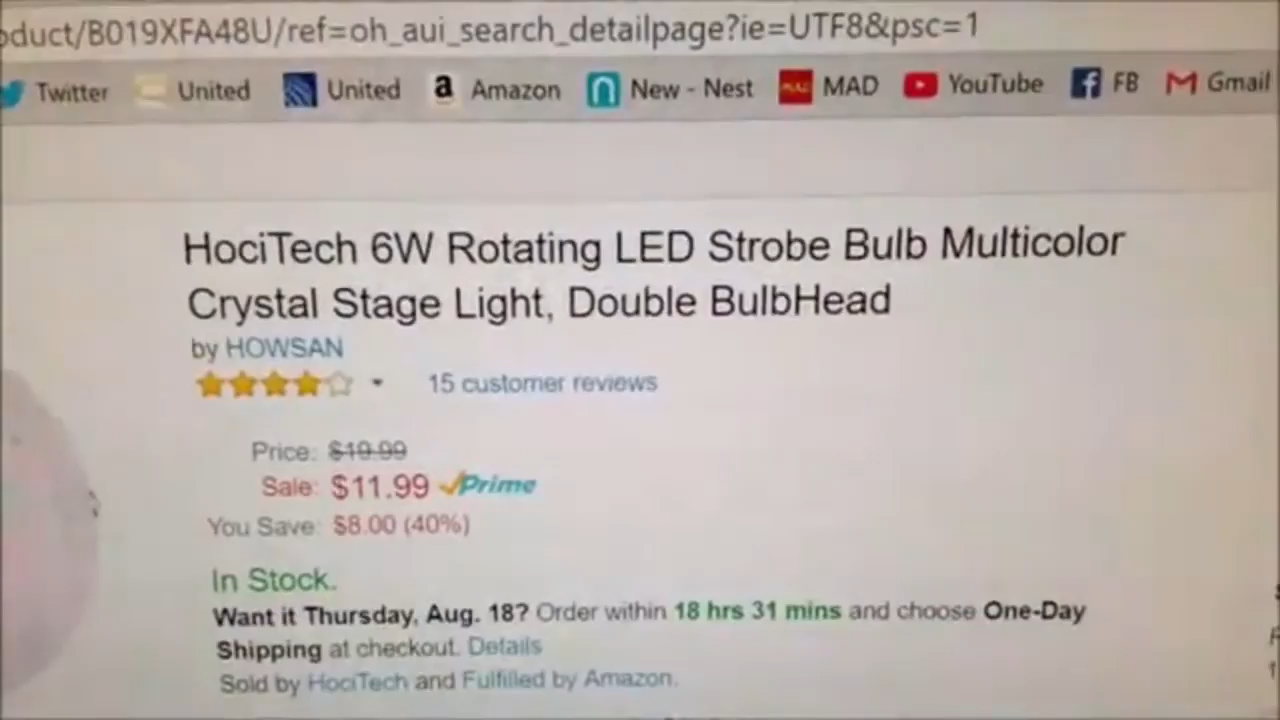 oduct/B019XFA48U/ref=oh_aui_search_detailpage?ie=UTF8&psc=1
Twitter United United a Amazon New - Nest MAD YouTube f FB M Gmail
HociTech 6W Rotating LED Strobe Bulb Multicolor
Crystal Stage Light, Double BulbHead
by HOWSAN
15 customer reviews
Price: $19.99
Sale: $11.99 Prime
You Save: $8.00 (40%)
In Stock.
Want it Thursday, Aug. 18? Order within 18 hrs 31 mins and choose One-Day
Shipping at checkout. Details
Sold by HociTech and Fulfilled by Amazon.